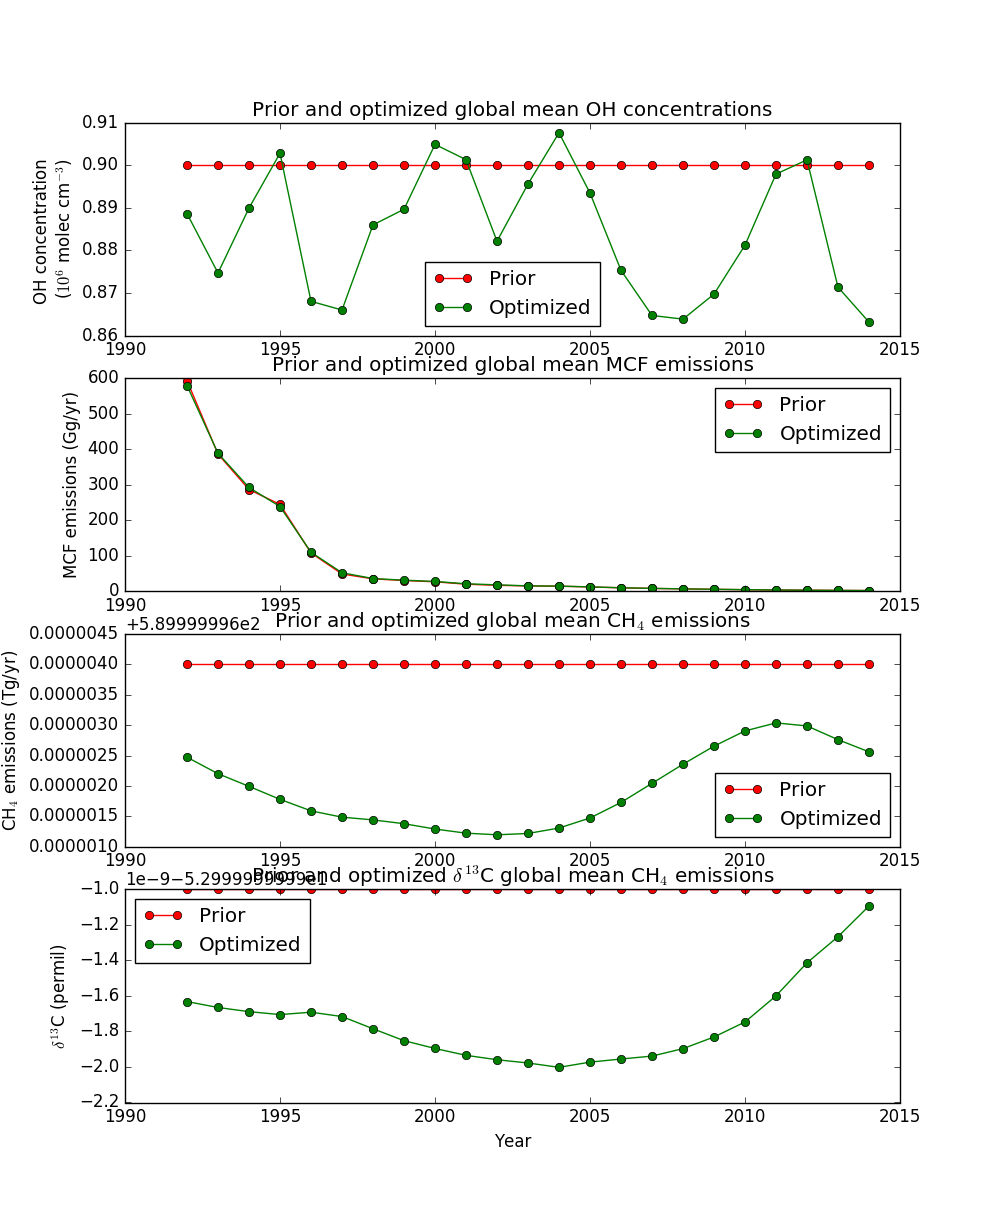 Prior and optimized global mean OH concentrations
0.91
0.90
0.89
0.88
0.87
0.86
OH concentration
(10⁶ molec cm⁻³)
Prior
Optimized
1990 1995 2000 2005 2010 2015
Prior and optimized global mean MCF emissions
600
500
400
300
200
100
0
MCF emissions (Gg/yr)
Prior
Optimized
1990 1995 2000 2005 2010 2015
+5.89999996e2
Prior and optimized global mean CH₄ emissions
0.0000045
0.0000040
0.0000035
0.0000030
0.0000025
0.0000020
0.0000015
0.0000010
CH₄ emissions (Tg/yr)
Prior
Optimized
1990 1995 2000 2005 2010 2015
1e−9−5.2999999999e1
Prior and optimized δ¹³C global mean CH₄ emissions
−1.0
−1.2
−1.4
−1.6
−1.8
−2.0
−2.2
δ¹³C (permil)
Prior
Optimized
1990 1995 2000 2005 2010 2015
Year